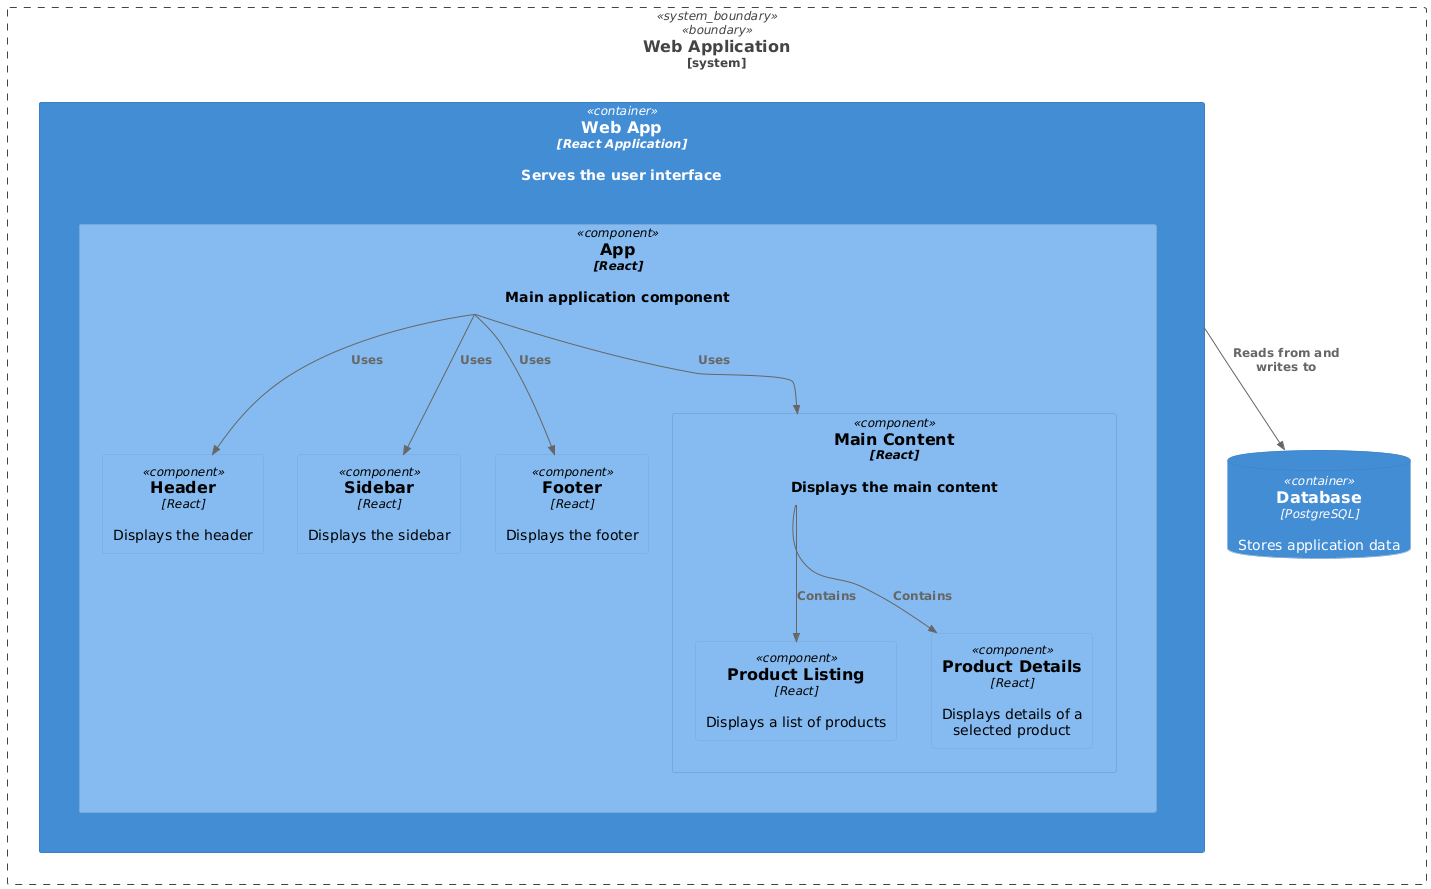 «system_boundary»
«boundary»
Web Application
[system]
«container»
Web App
[React Application]
Serves the user interface
«component»
App
[React]
Main application component
Uses
Uses
Uses
Uses
Reads from and
writes to
«component»
Header
[React]
Displays the header
«component»
Sidebar
[React]
Displays the sidebar
«component»
Footer
[React]
Displays the footer
«component»
Main Content
[React]
Displays the main content
«container»
Database
[PostgreSQL]
Stores application data
Contains
Contains
«component»
Product Listing
[React]
Displays a list of products
«component»
Product Details
[React]
Displays details of a
selected product